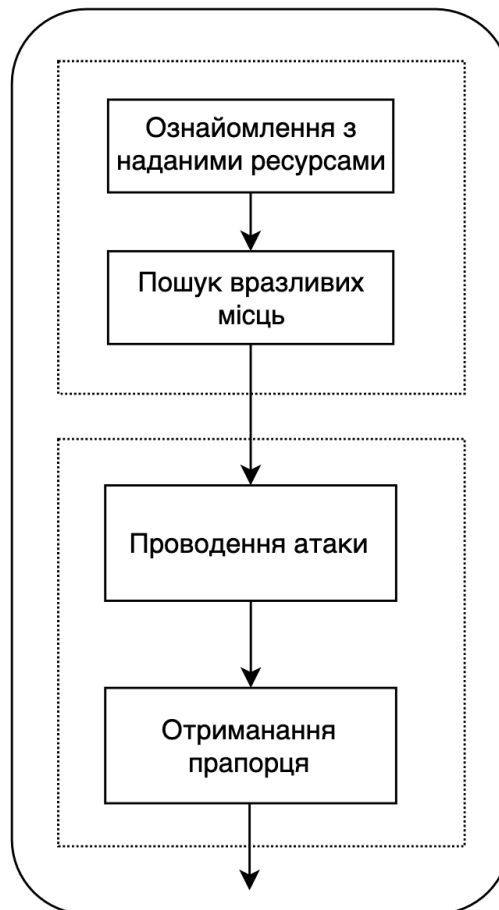 Ознайомлення з
наданими ресурсами
Пошук вразливих
місць
Проводення атаки
Отриманання
прапорця